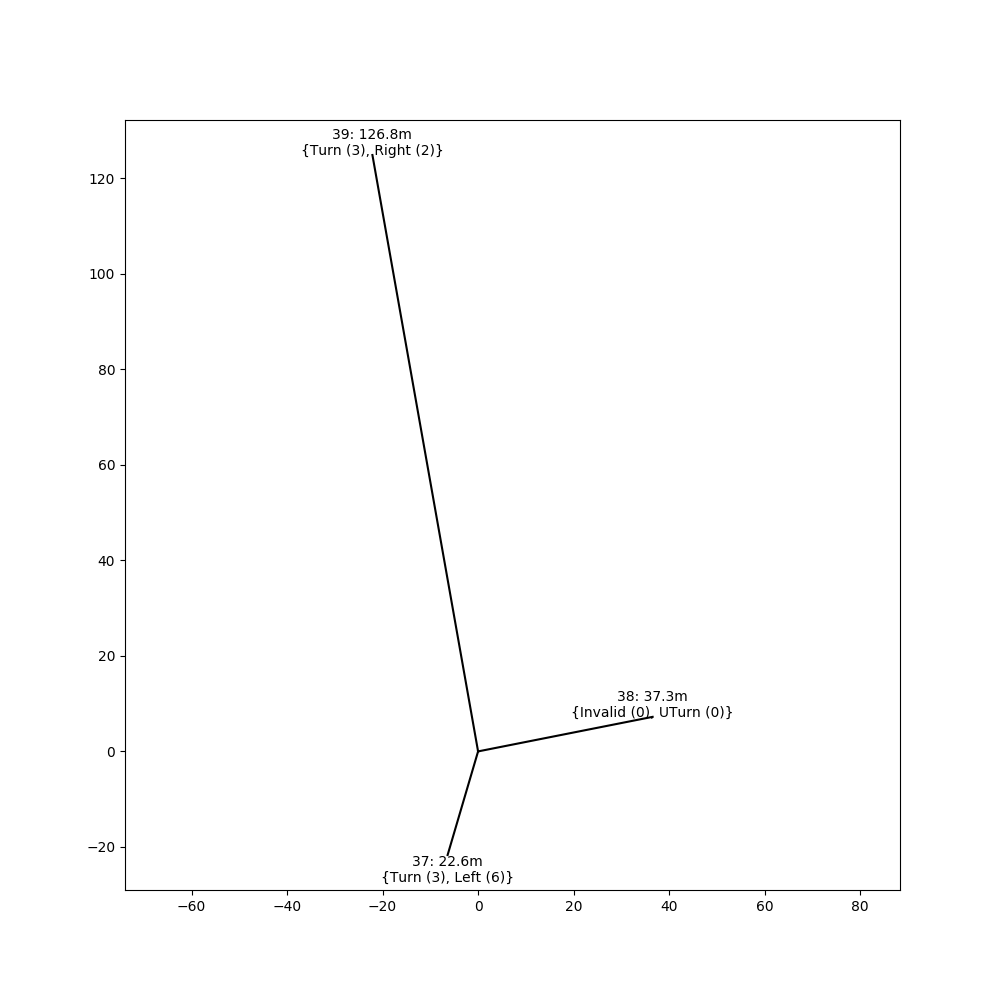 39: 126.8m
{Turn (3), Right (2)}
120
100
80
60
40
20
38: 37.3m
{Invalid (0), UTurn (0)}
0
−20
37: 22.6m
{Turn (3), Left (6)}
−60
−40
−20
0
20
40
60
80